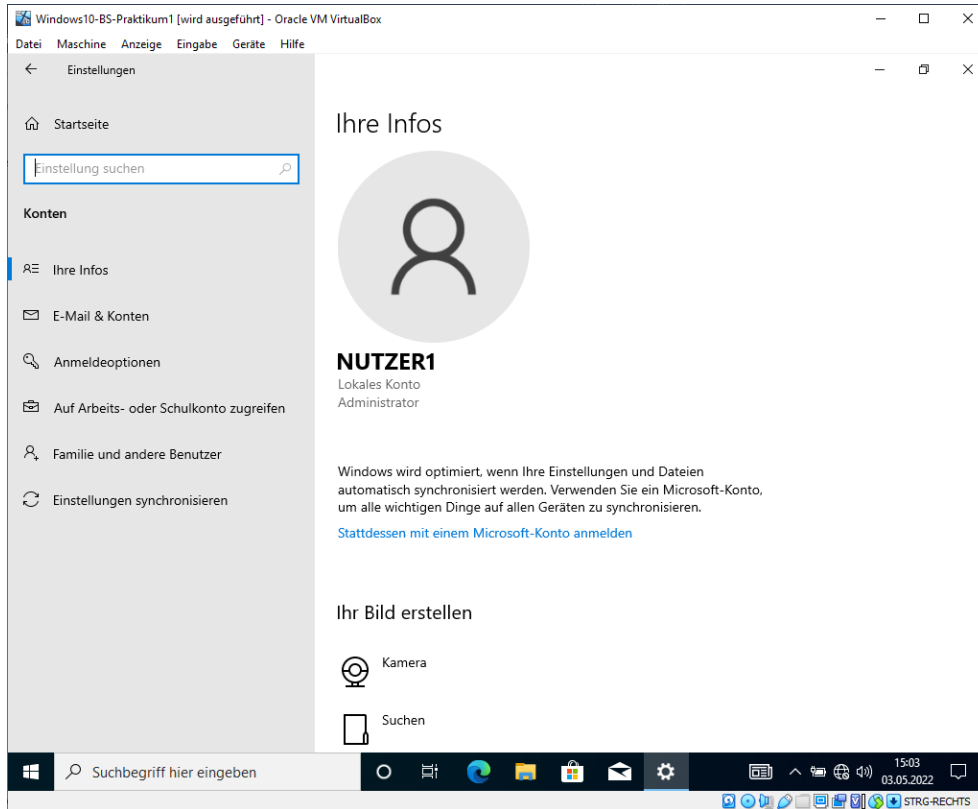 Windows10-BS-Praktikum1 [wird ausgeführt] - Oracle VM VirtualBox
Datei Maschine Anzeige Eingabe Geräte Hilfe
Einstellungen
Startseite
Einstellung suchen
Konten
Ihre Infos
E-Mail & Konten
Anmeldeoptionen
Auf Arbeits- oder Schulkonto zugreifen
Familie und andere Benutzer
Einstellungen synchronisieren
Ihre Infos
NUTZER1
Lokales Konto
Administrator
Windows wird optimiert, wenn Ihre Einstellungen und Dateien
automatisch synchronisiert werden. Verwenden Sie ein Microsoft-Konto,
um alle wichtigen Dinge auf allen Geräten zu synchronisieren.
Stattdessen mit einem Microsoft-Konto anmelden
Ihr Bild erstellen
Kamera
Suchen
Suchbegriff hier eingeben
15:03
03.05.2022
STRG-RECHTS